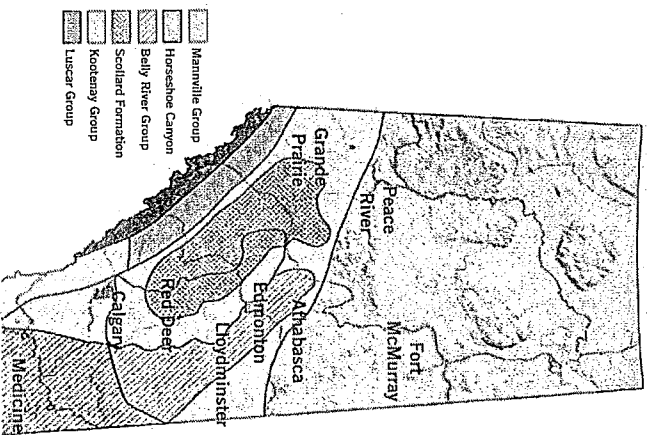 Mannville Group
Horseshoe Canyon
Belly River Group
Scollard Formation
Kootenay Group
Luscar Group
Fort
McMurray
Peace
River
Grande
Prairie
Athabasca
Edmonton
Lloydminster
Red Deer
Calgary
Medicine